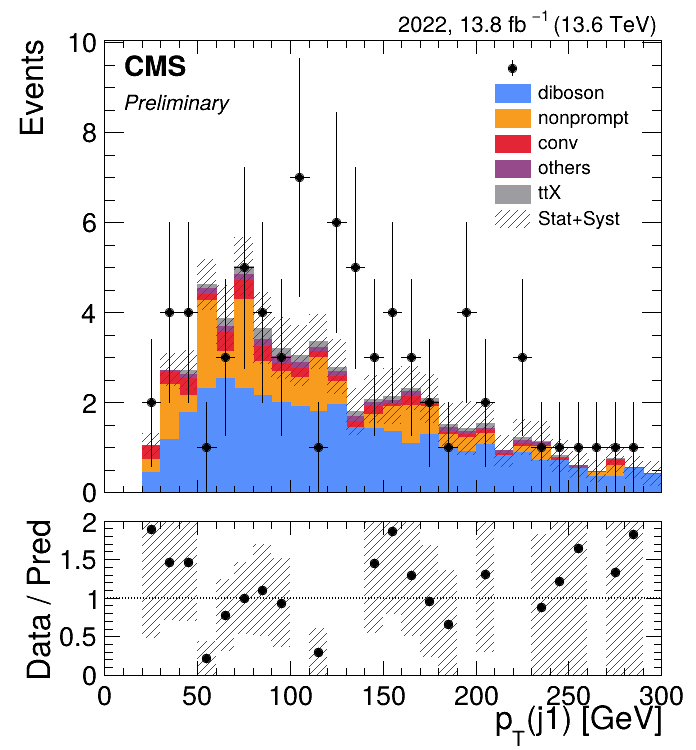 2022, 13.8 fb⁻¹ (13.6 TeV)
10
CMS
Preliminary
Events
diboson
nonprompt
conv
others
ttX
Stat+Syst
8
6
4
2
0
2
1.5
1
0.5
0
Data / Pred
0 50 100 150 200 250 300
p_T(j1) [GeV]